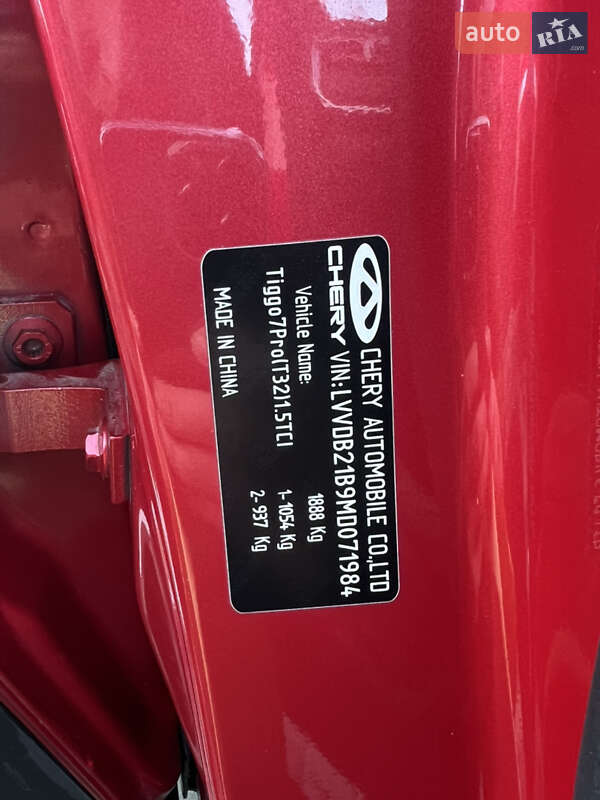 auto RIA.com
CHERY AUTOMOBILE CO.,LTD
CHERY VIN:LVVDB21B9MD071984
Vehicle Name:
1888 Kg
Tiggo7Pro(T32)1.5TCI
1-1054 Kg
2-937 Kg
MADE IN CHINA